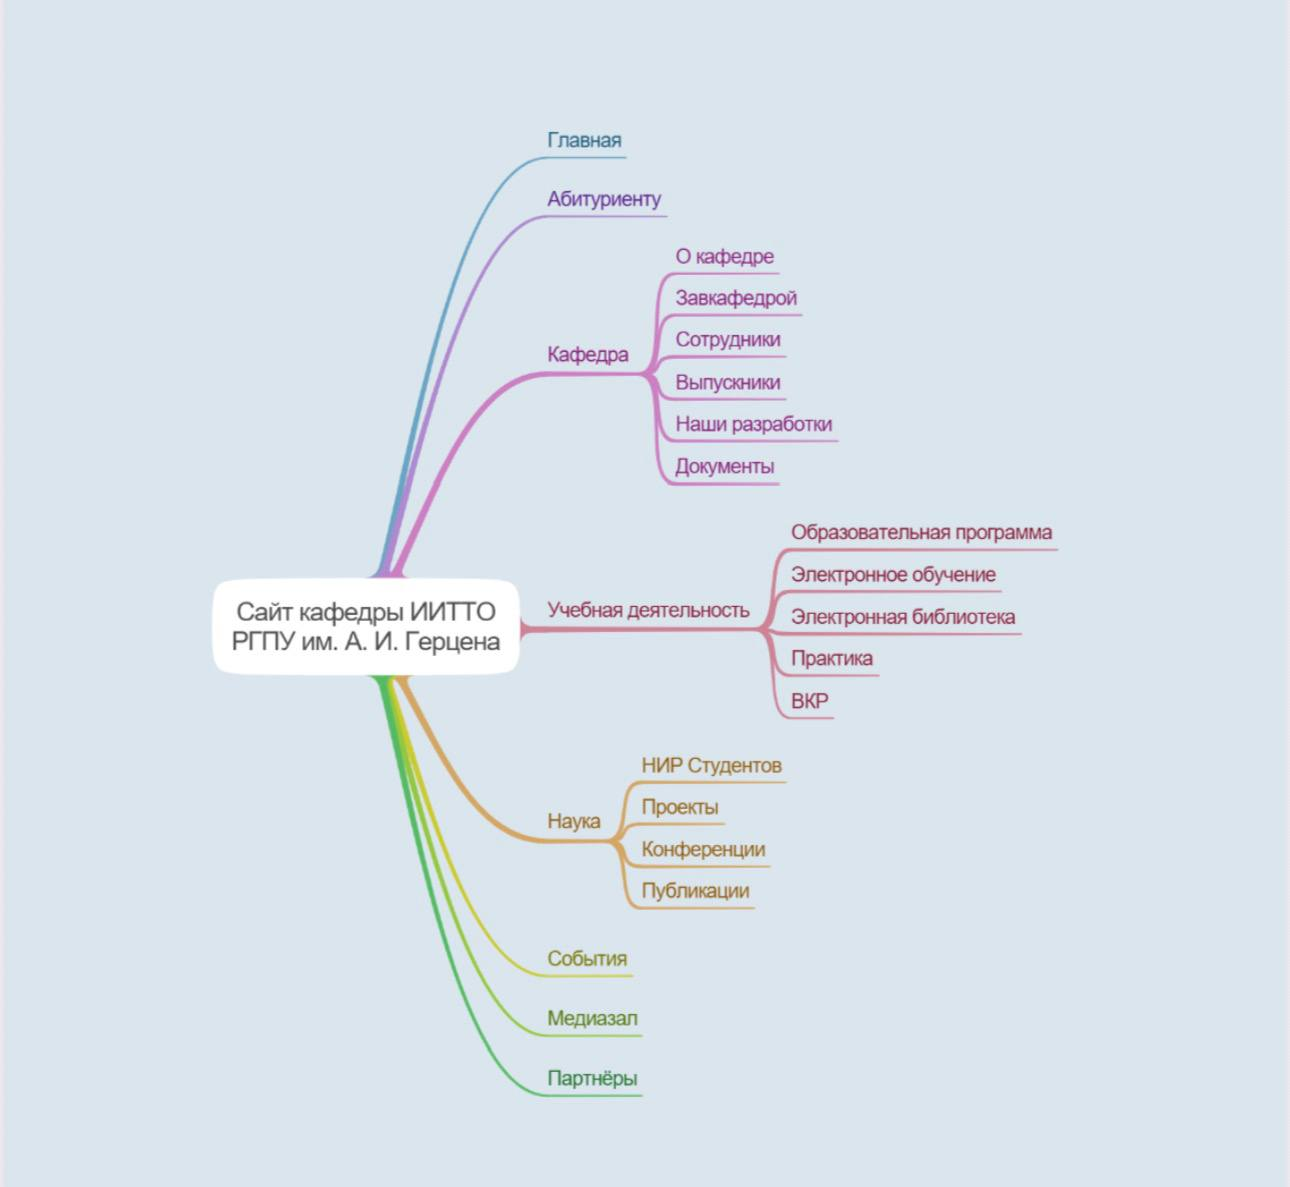 Главная
Абитуриенту
Кафедра
О кафедре
Завкафедрой
Сотрудники
Выпускники
Наши разработки
Документы
Сайт кафедры ИИТТО
РГПУ им. А. И. Герцена
Учебная деятельность
Образовательная программа
Электронное обучение
Электронная библиотека
Практика
ВКР
Наука
НИР Студентов
Проекты
Конференции
Публикации
События
Медиазал
Партнёры